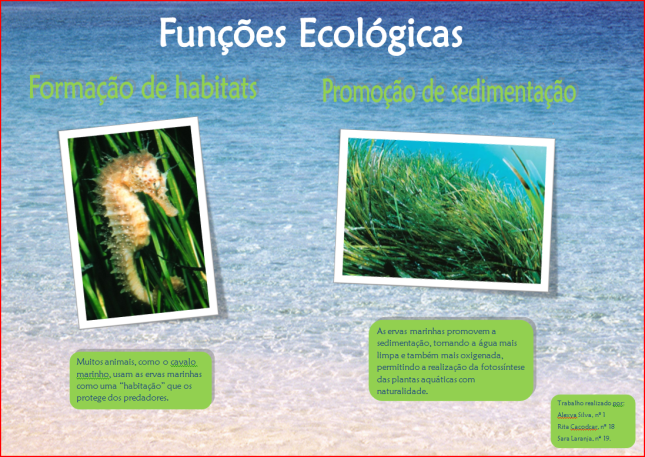 Funções Ecológicas
Formação de habitats
Promoção de sedimentação
Muitos animais, como o cavalo
marinho, usam as ervas marinhas
como uma "habitação" que os
protege dos predadores.
As ervas marinhas promovem a
sedimentação, tornando a água mais
limpa e também mais oxigenada,
permitindo a realização da fotossíntese
das plantas aquáticas com
naturalidade.
Trabalho realizado por:
Alesya Silva, nº 1
Rita Cacodcar, nº 18
Sara Laranja, nº 19.